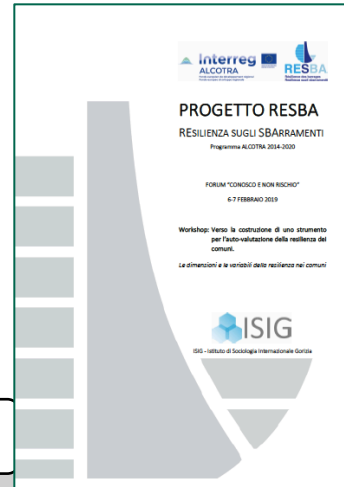 Interreg
ALCOTRA
RESBA
PROGETTO RESBA
RESILIENZA SUGLI SBARRAMENTI
Programma ALCOTRA 2014-2020
FORUM "CONOSCO E NON RISCHIO"
6-7 FEBBRAIO 2019
Workshop: Verso la costruzione di uno strumento
per l'auto-valutazione della resilienza dei
comuni.
Le dimensioni e le variabili della resilienza nei comuni
ISIG
ISIG - Istituto di Sociologia Internazionale Gorizia